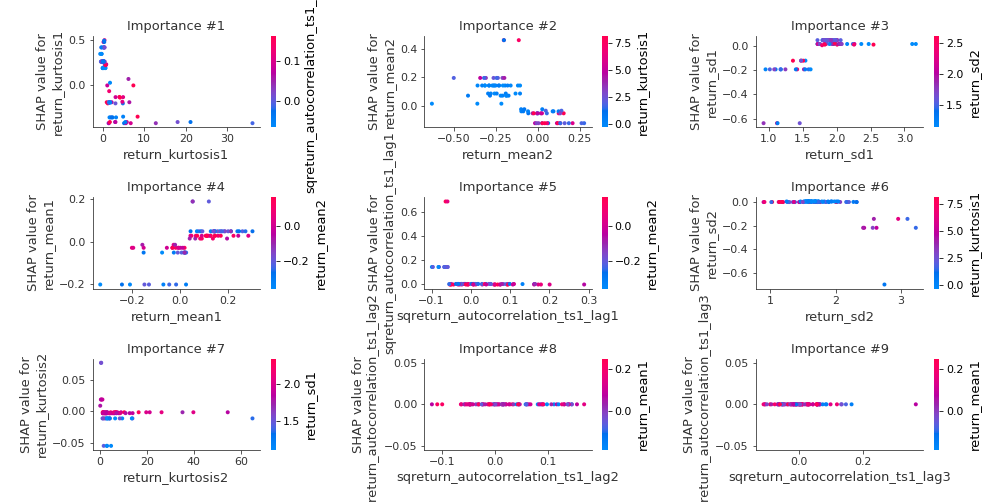 Importance #1
SHAP value for
return_kurtosis1
0.5
0.0
0
10
20
30
return_kurtosis1
0.1
0.0
sqreturn_autocorrelation_ts1_
Importance #2
SHAP value for
return_mean2
0.4
0.2
0.0
−0.50
−0.25
0.00
0.25
return_mean2
7.5
5.0
2.5
0.0
return_kurtosis1
Importance #3
SHAP value for
return_sd1
0.0
−0.2
−0.4
−0.6
1.0
1.5
2.0
2.5
3.0
return_sd1
2.5
2.0
1.5
return_sd2
Importance #4
SHAP value for
return_mean1
0.2
0.0
−0.2
−0.2
0.0
0.2
return_mean1
0.0
−0.2
return_mean2
Importance #5
SHAP value for
sqreturn_autocorrelation_ts1_lag1
0.6
0.4
0.2
0.0
−0.1
0.0
0.1
0.2
0.3
sqreturn_autocorrelation_ts1_lag1
0.0
−0.2
return_mean2
Importance #6
SHAP value for
return_sd2
0.0
−0.2
−0.4
−0.6
1
2
3
return_sd2
7.5
5.0
2.5
0.0
return_kurtosis1
Importance #7
SHAP value for
return_kurtosis2
0.05
0.00
−0.05
0
20
40
60
return_kurtosis2
2.0
1.5
return_sd1
Importance #8
SHAP value for
return_autocorrelation_ts1_lag2
0.05
0.00
−0.05
−0.1
0.0
0.1
sqreturn_autocorrelation_ts1_lag2
0.2
0.0
return_mean1
Importance #9
SHAP value for
return_autocorrelation_ts1_lag3
0.05
0.00
−0.05
0.0
0.2
sqreturn_autocorrelation_ts1_lag3
0.2
0.0
return_mean1